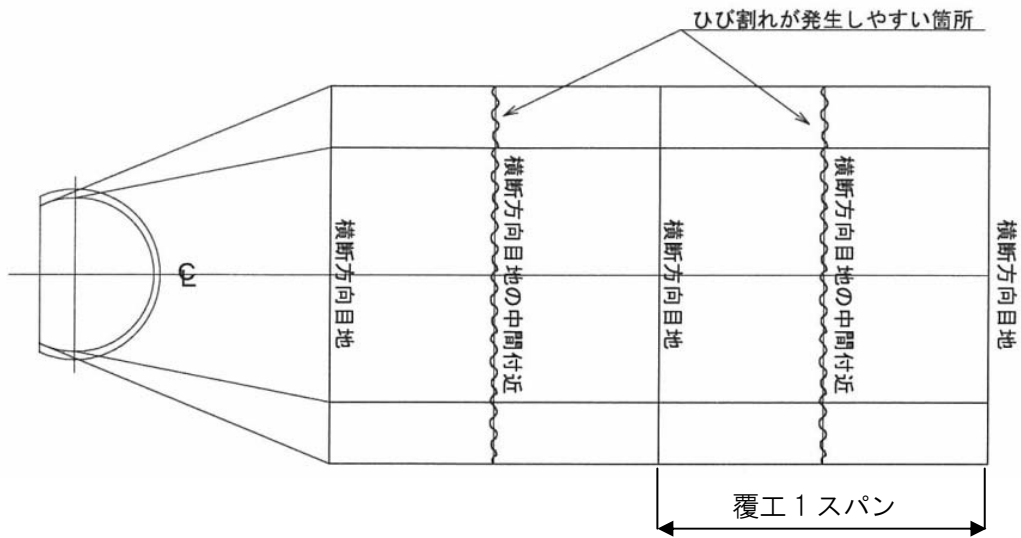 ひび割れが発生しやすい箇所
℄
横断方向目地
横断方向目地の中間付近
横断方向目地
横断方向目地の中間付近
横断方向目地
覆工1スパン